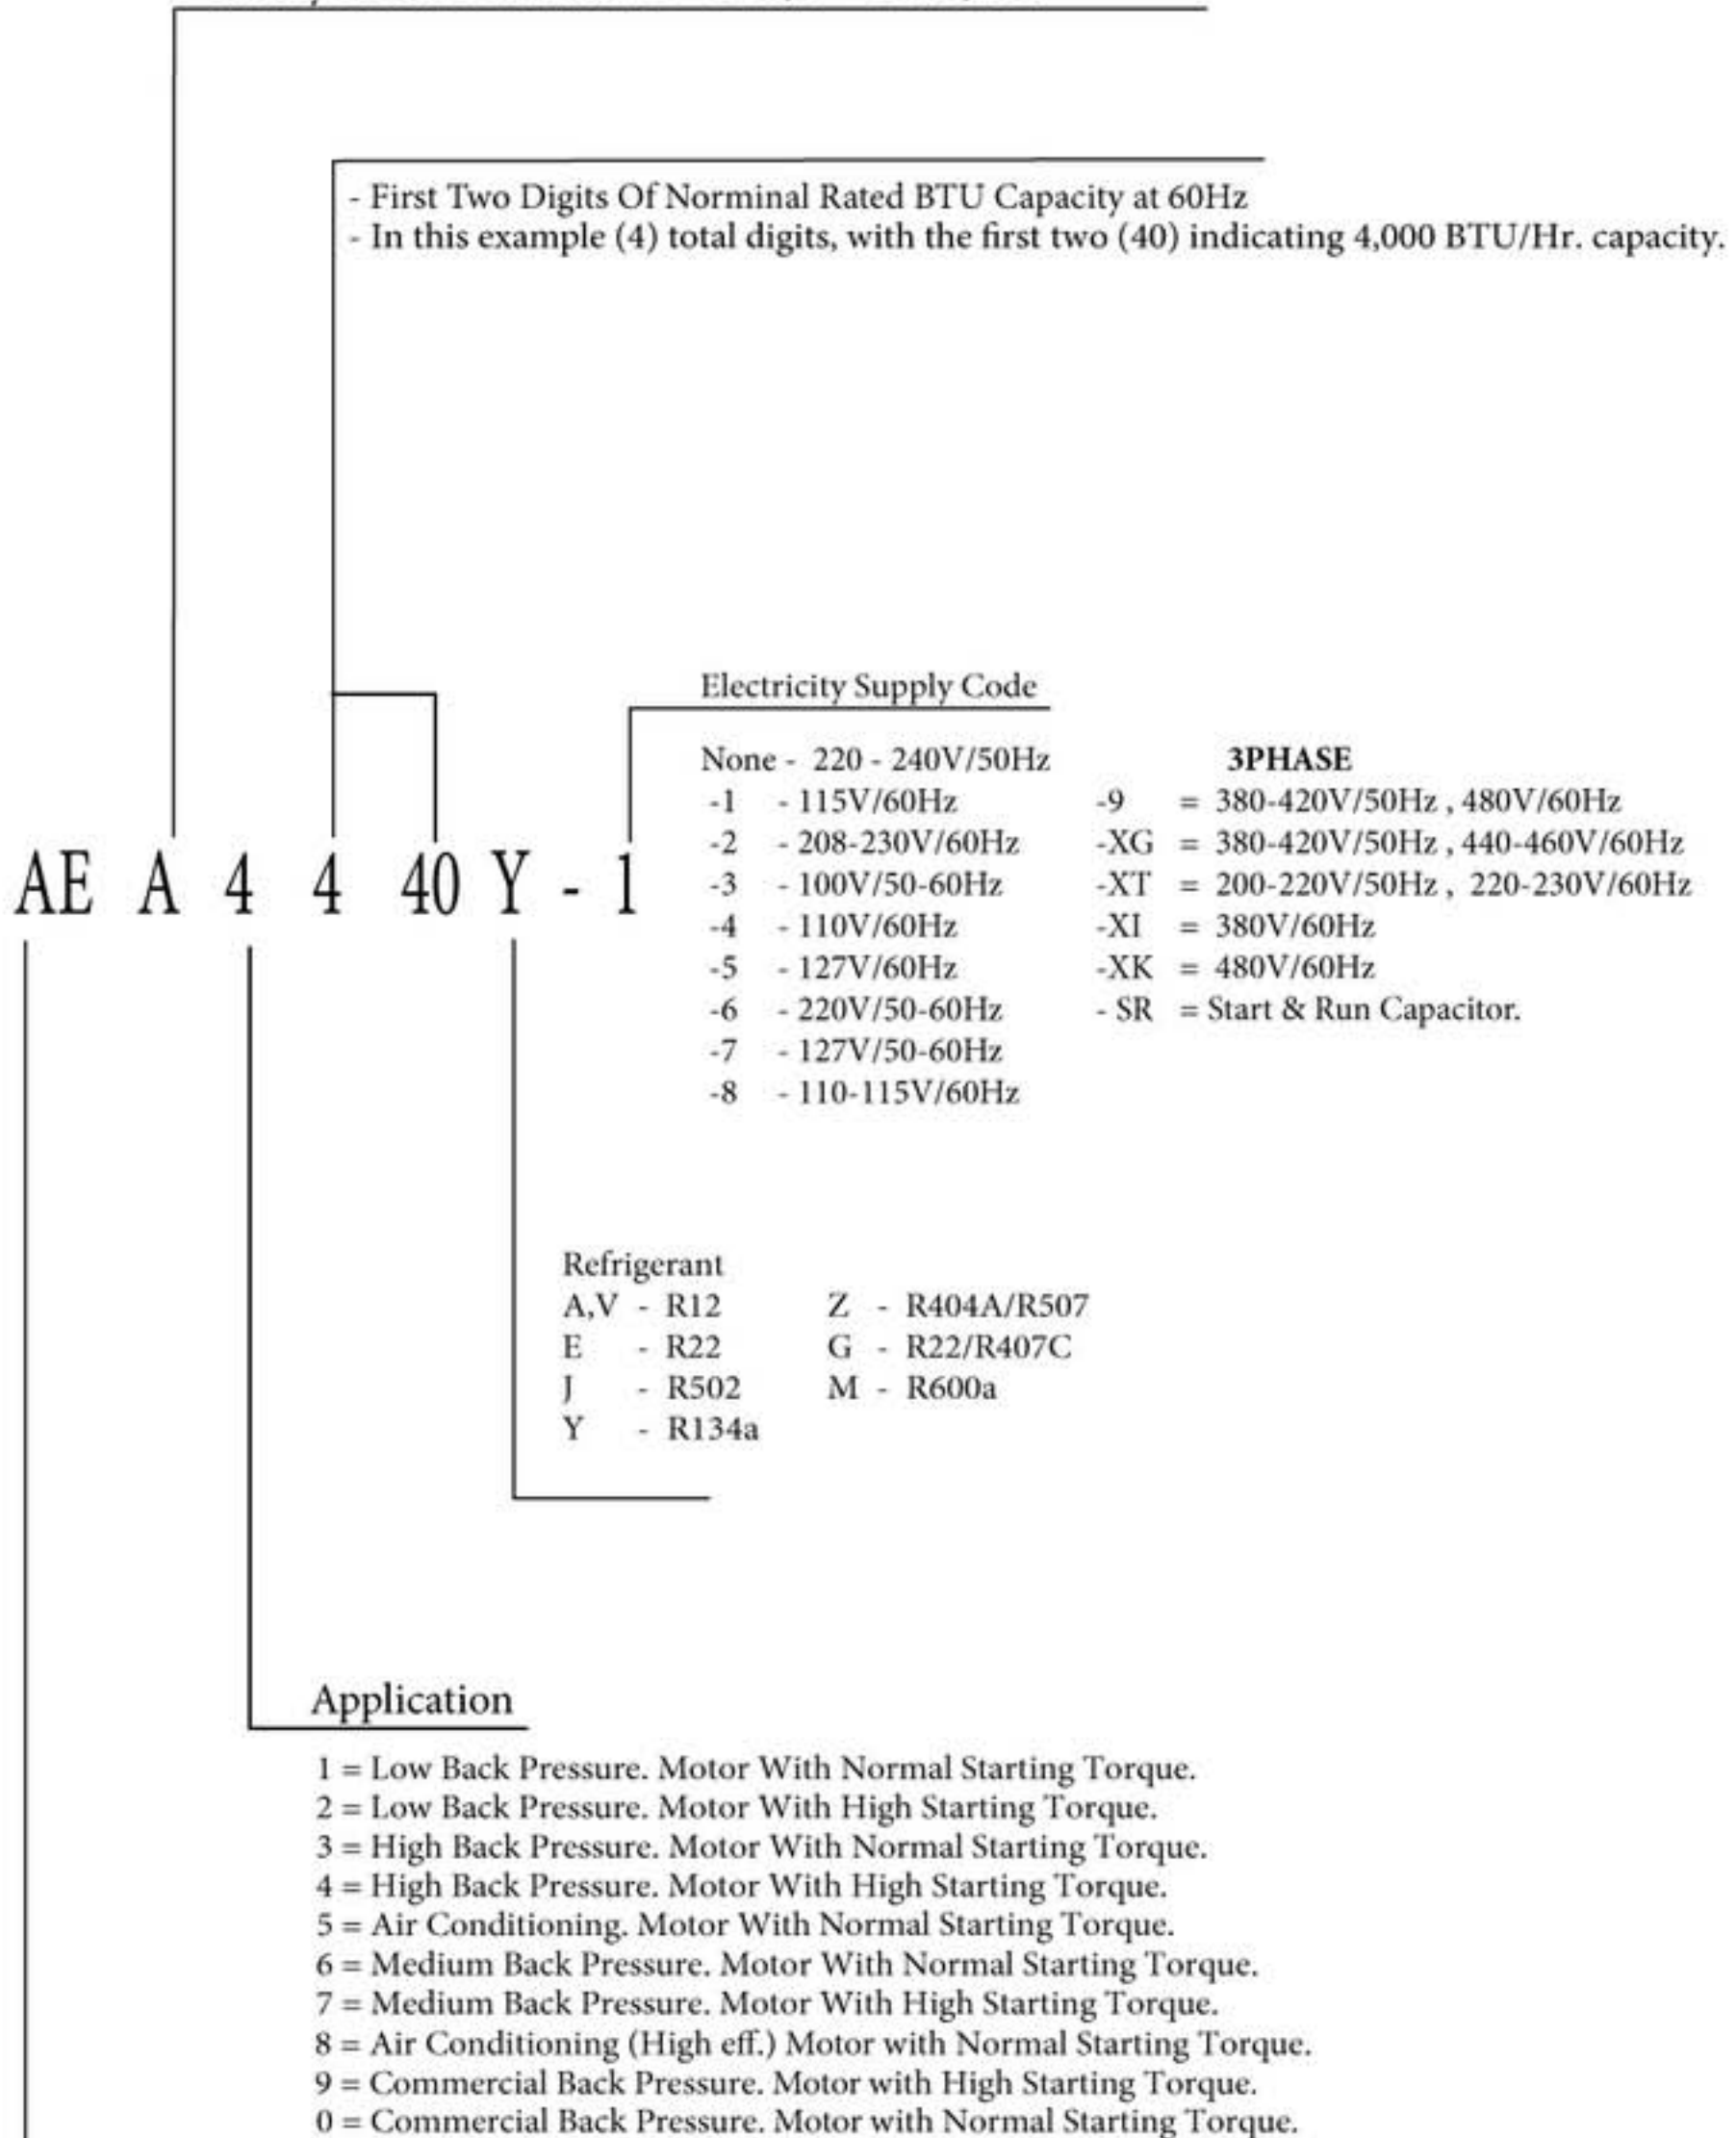 - First Two Digits Of Norminal Rated BTU Capacity at 60Hz
- In this example (4) total digits, with the first two (40) indicating 4,000 BTU/Hr. capacity.
Electricity Supply Code
None - 220 - 240V/50Hz
-1 - 115V/60Hz
-2 - 208-230V/60Hz
-3 - 100V/50-60Hz
-4 - 110V/60Hz
-5 - 127V/60Hz
-6 - 220V/50-60Hz
-7 - 127V/50-60Hz
-8 - 110-115V/60Hz
3PHASE
-9 = 380-420V/50Hz , 480V/60Hz
-XG = 380-420V/50Hz , 440-460V/60Hz
-XT = 200-220V/50Hz , 220-230V/60Hz
-XI = 380V/60Hz
-XK = 480V/60Hz
- SR = Start & Run Capacitor.
AE A 4 4 40 Y - 1
Refrigerant
A,V - R12
E - R22
J - R502
Y - R134a
Z - R404A/R507
G - R22/R407C
M - R600a
Application
1 = Low Back Pressure. Motor With Normal Starting Torque.
2 = Low Back Pressure. Motor With High Starting Torque.
3 = High Back Pressure. Motor With Normal Starting Torque.
4 = High Back Pressure. Motor With High Starting Torque.
5 = Air Conditioning. Motor With Normal Starting Torque.
6 = Medium Back Pressure. Motor With Normal Starting Torque.
7 = Medium Back Pressure. Motor With High Starting Torque.
8 = Air Conditioning (High eff.) Motor with Normal Starting Torque.
9 = Commercial Back Pressure. Motor with High Starting Torque.
0 = Commercial Back Pressure. Motor with Normal Starting Torque.